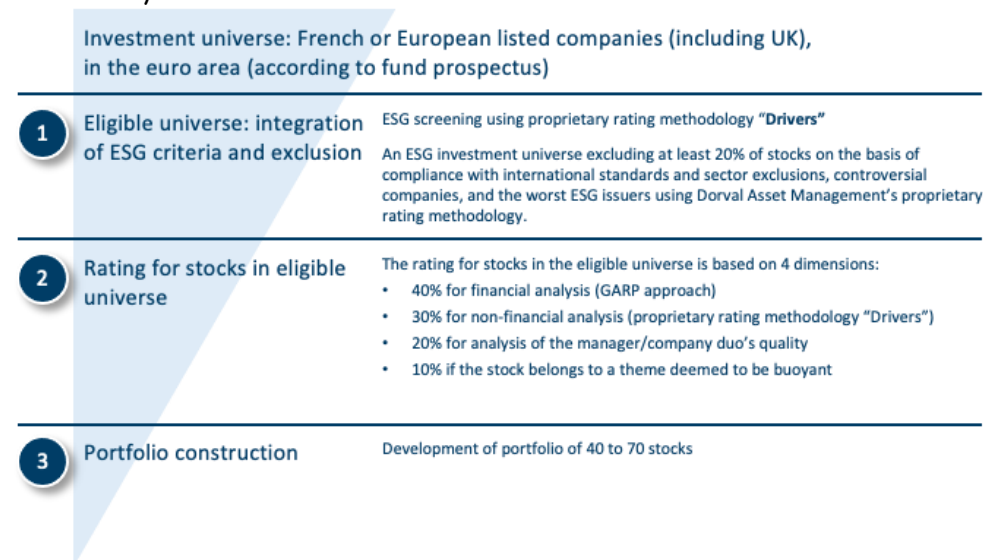 Investment universe: French or European listed companies (including UK),
in the euro area (according to fund prospectus)
1
Eligible universe: integration
of ESG criteria and exclusion
ESG screening using proprietary rating methodology “Drivers”
An ESG investment universe excluding at least 20% of stocks on the basis of
compliance with international standards and sector exclusions, controversial
companies, and the worst ESG issuers using Dorval Asset Management’s proprietary
rating methodology.
2
Rating for stocks in eligible
universe
The rating for stocks in the eligible universe is based on 4 dimensions:
• 40% for financial analysis (GARP approach)
• 30% for non-financial analysis (proprietary rating methodology “Drivers”)
• 20% for analysis of the manager/company duo’s quality
• 10% if the stock belongs to a theme deemed to be buoyant
3
Portfolio construction
Development of portfolio of 40 to 70 stocks